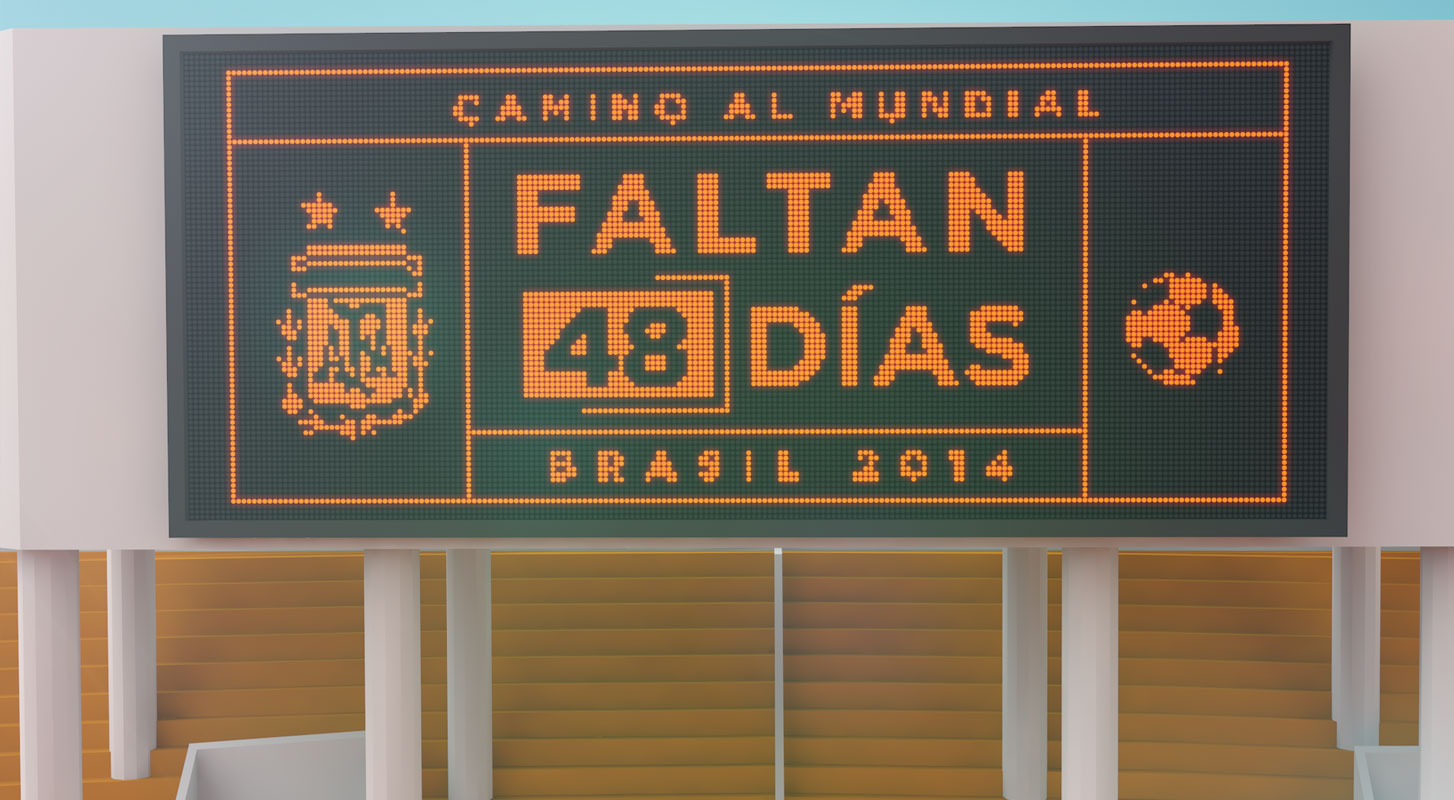 CAMINO AL MUNDIAL
FALTAN
48 DÍAS
BRASIL 2014